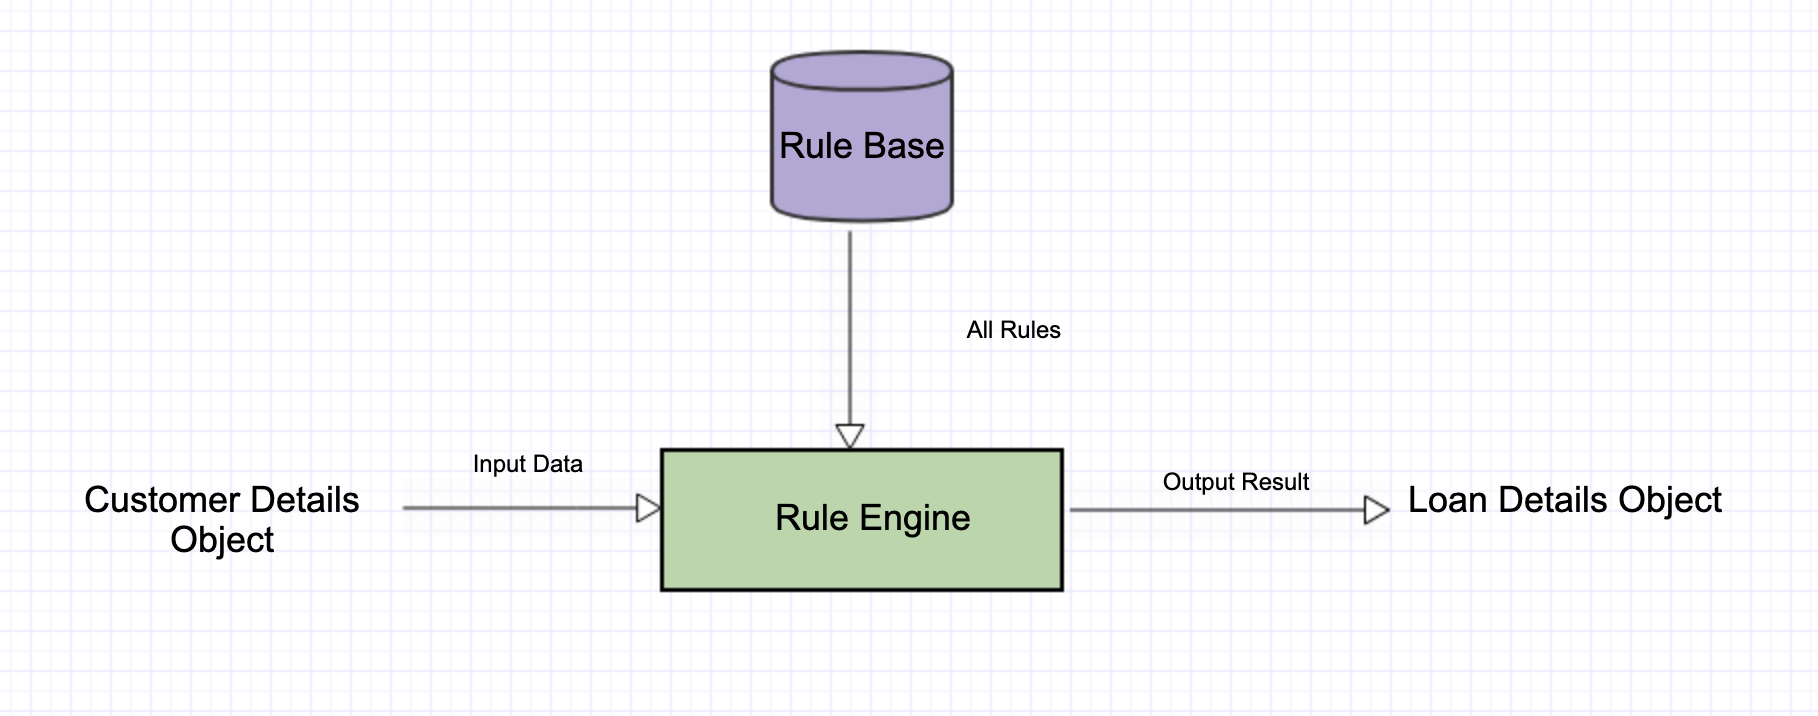 Rule Base
All Rules
Input Data
Customer Details
Object
Rule Engine
Output Result
Loan Details Object